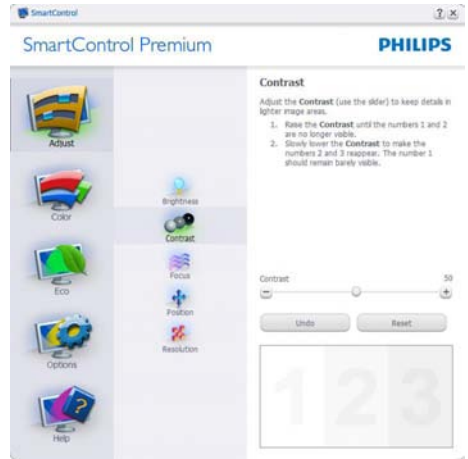 SmartControl
SmartControl Premium
PHILIPS
Adjust
Color
Eco
Options
Help
Brightness
Contrast
Focus
Position
Resolution
Contrast
Adjust the Contrast (use the slider) to keep details in
lighter image areas.
1. Raise the Contrast until the numbers 1 and 2
are no longer visible.
2. Slowly lower the Contrast to make the
numbers 2 and 3 reappear. The number 1
should remain barely visible.
Contrast 50
Undo Reset
1 2 3